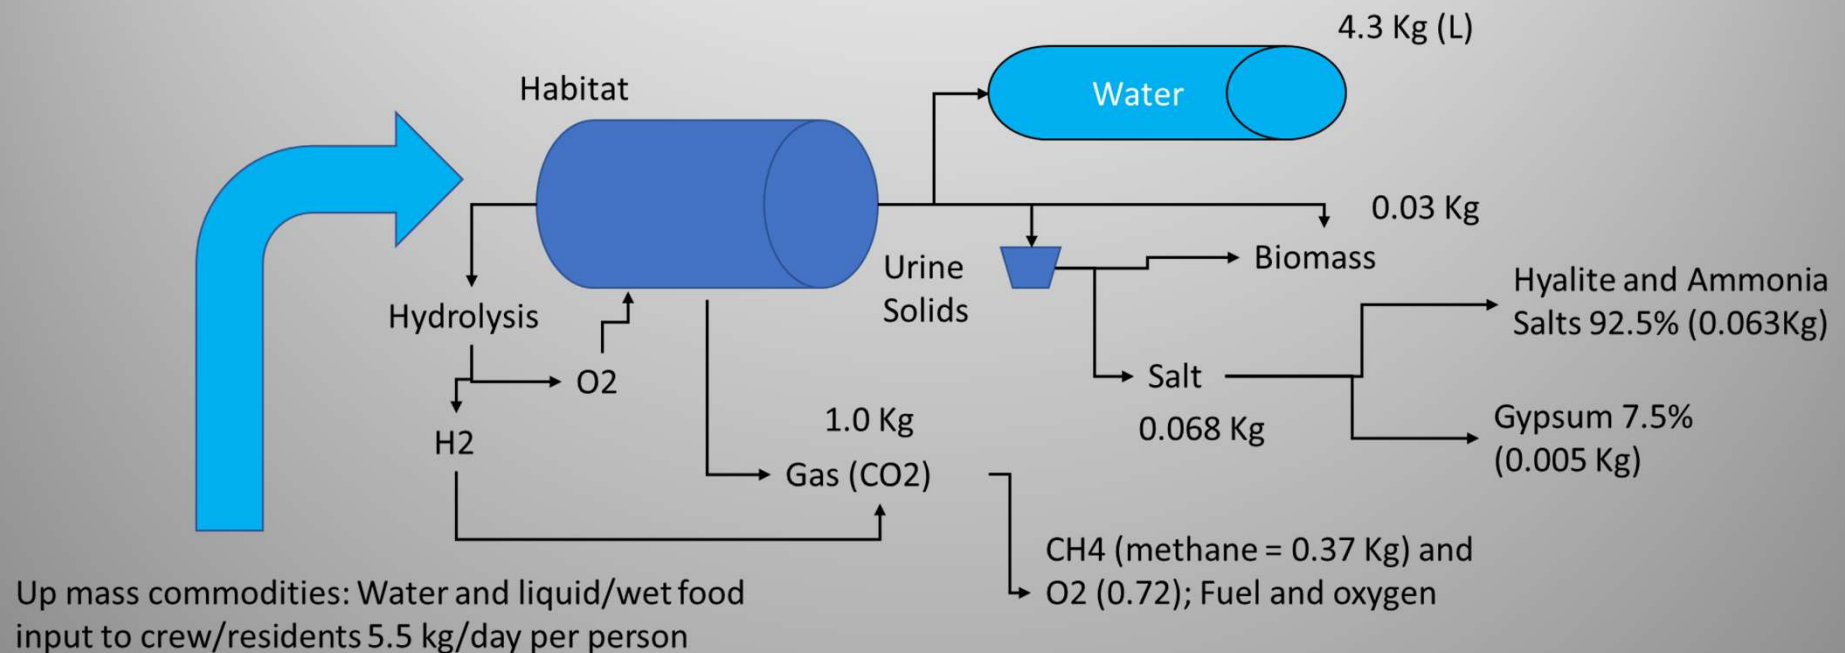 4.3 Kg (L)
Habitat
Water
0.03 Kg
Urine
Solids
Biomass
Hyalite and Ammonia
Salts 92.5% (0.063Kg)
Hydrolysis
O2
Salt
0.068 Kg
Gypsum 7.5%
(0.005 Kg)
H2
1.0 Kg
Gas (CO2)
CH4 (methane = 0.37 Kg) and
O2 (0.72); Fuel and oxygen
Up mass commodities: Water and liquid/wet food
input to crew/residents 5.5 kg/day per person